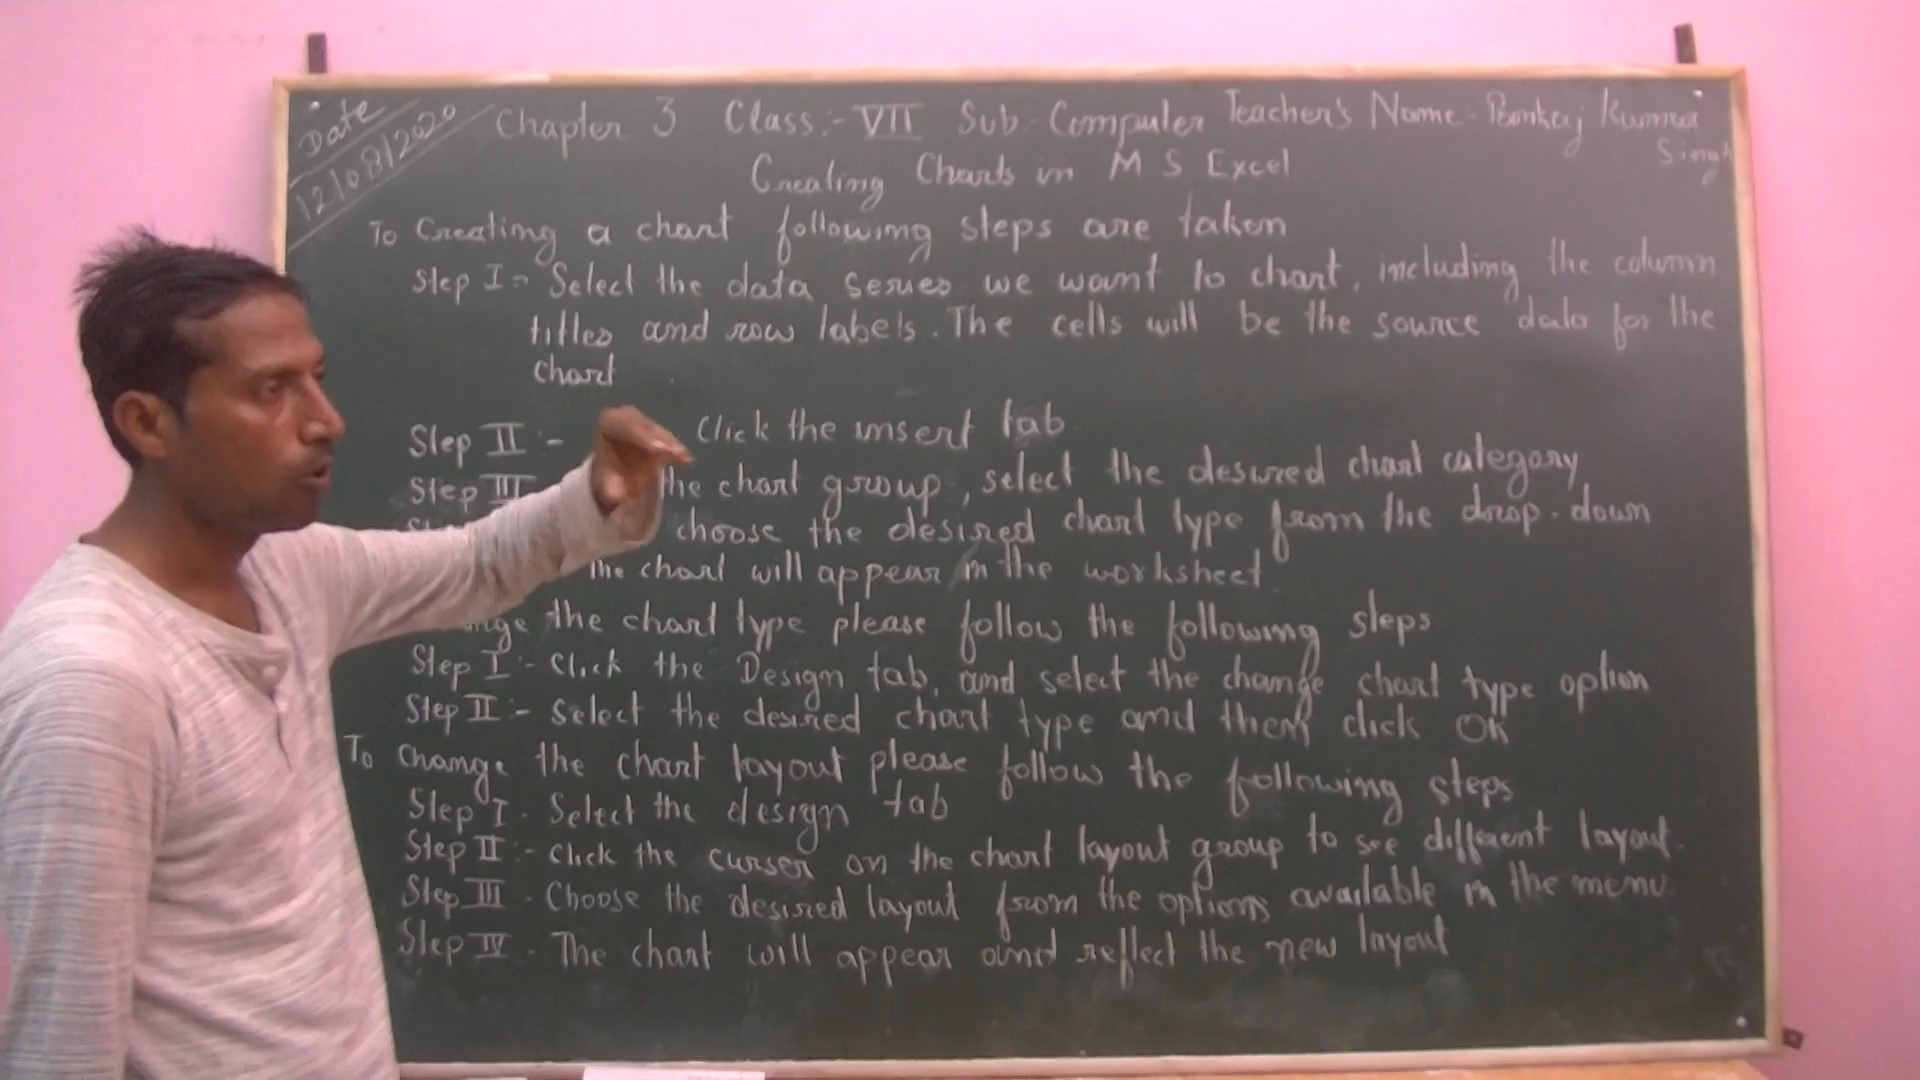 Date
12/08/2020
Chapter 3 Class:- VII Sub- Computer Teacher's Name- Pankaj Kumar
Singh
Creating Charts in M S Excel
To Creating a chart following steps are taken
Step I:- Select the data series we want to chart, including the column
titles and row labels. The cells will be the source data for the
chart
Step II:- Click the insert tab
Step III the chart group, select the desired chart category
choose the desired chart type from the drop-down
The chart will appear in the worksheet
the chart type please follow the following steps
Step I:- Click the Design tab, and select the change chart type option
Step II:- Select the desired chart type and then click OK
To Change the chart layout please follow the following steps
Step I- Select the design tab
Step II:- Click the curser on the chart layout group to see different layout.
Step III- Choose the desired layout from the options available in the menu
Step IV- The chart will appear and reflect the new layout